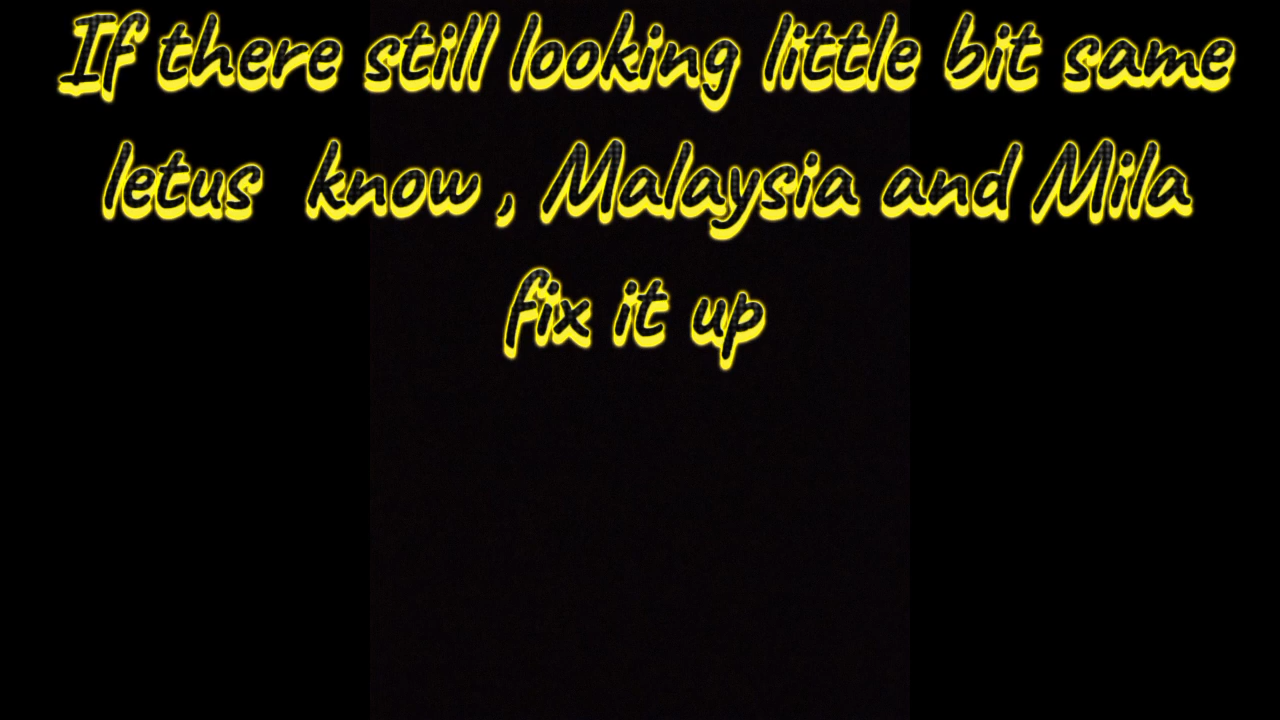 If there still looking little bit same
letus know , Malaysia and Mila
fix it up